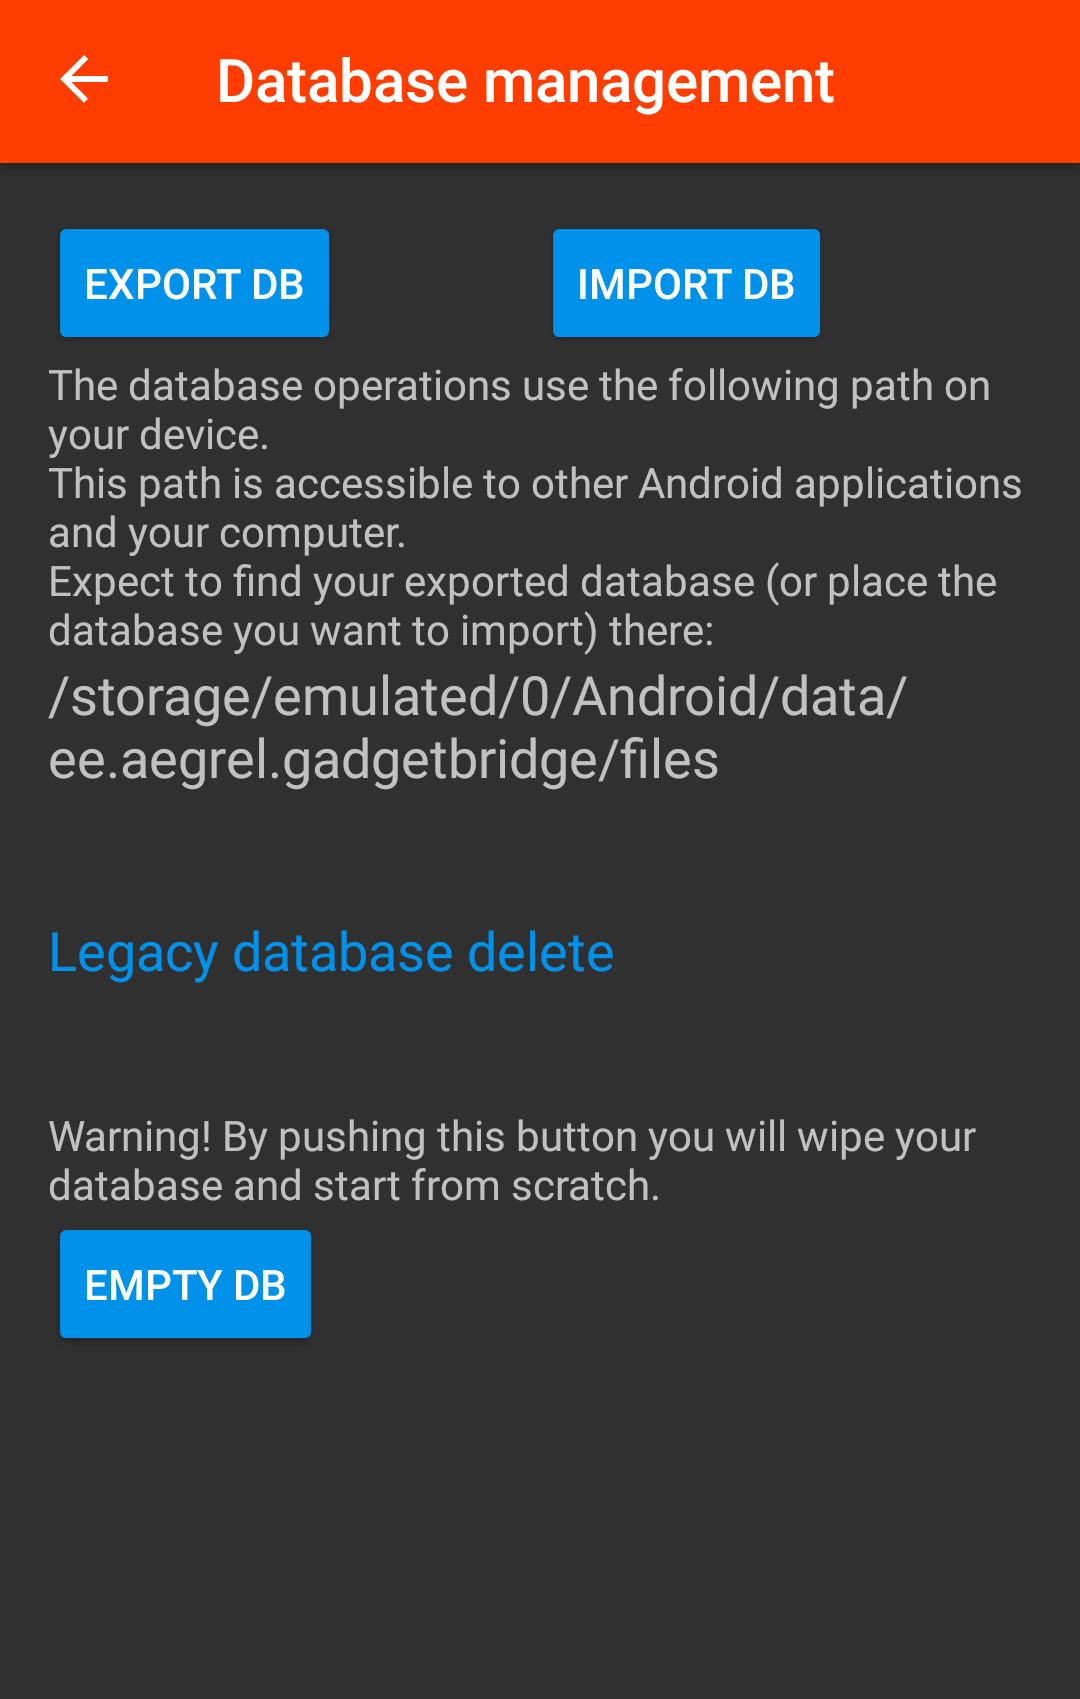 Database management
EXPORT DB
IMPORT DB
The database operations use the following path on
your device.
This path is accessible to other Android applications
and your computer.
Expect to find your exported database (or place the
database you want to import) there:
/storage/emulated/0/Android/data/
ee.aegrel.gadgetbridge/files
Legacy database delete
Warning! By pushing this button you will wipe your
database and start from scratch.
EMPTY DB